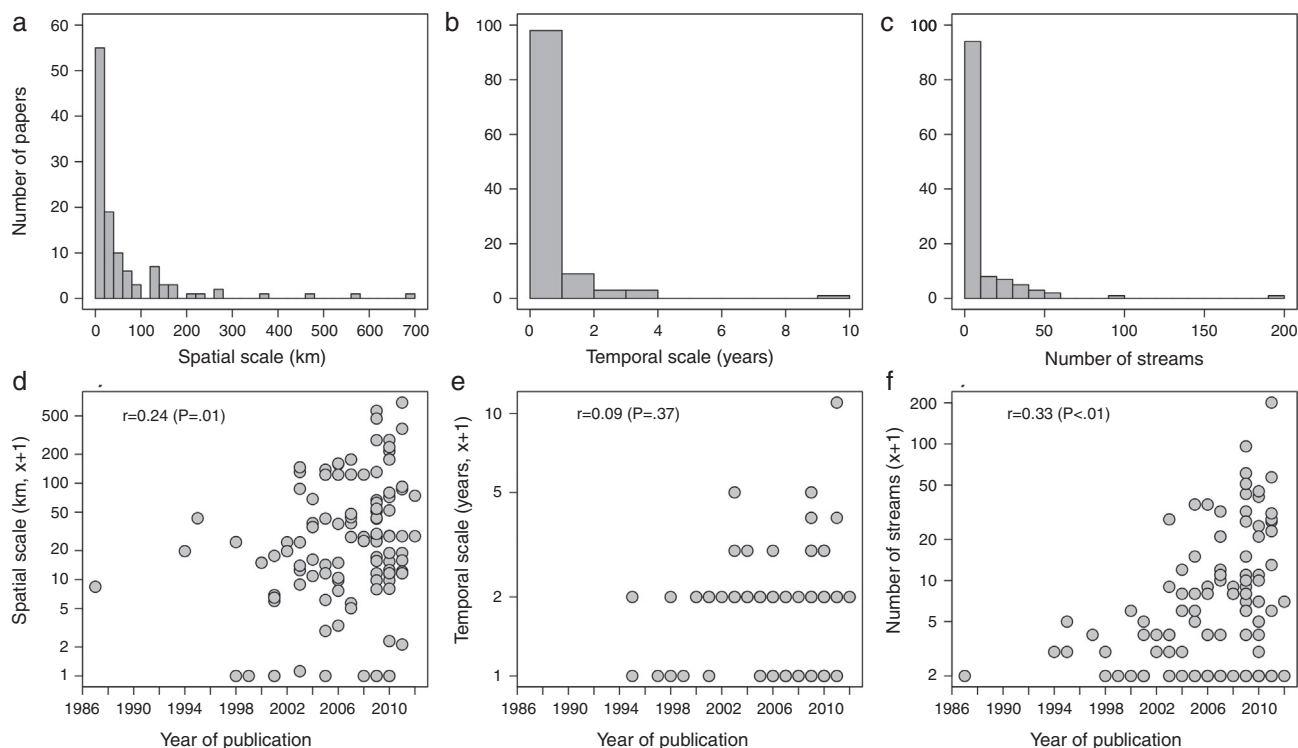 a
60
50
40
30
20
10
0
Number of papers
0 100 200 300 400 500 600 700
Spatial scale (km)
b
100
80
60
40
20
0
0 2 4 6 8 10
Temporal scale (years)
c
100
80
60
40
20
0
0 50 100 150 200
Number of streams
d
r=0.24 (P=.01)
500
200
100
50
20
10
5
2
1
Spatial scale (km, x+1)
1986 1990 1994 1998 2002 2006 2010
Year of publication
e
r=0.09 (P=.37)
10
5
2
1
Temporal scale (years, x+1)
1986 1990 1994 1998 2002 2006 2010
Year of publication
f
r=0.33 (P<.01)
200
100
50
20
10
5
2
Number of streams (x+1)
1986 1990 1994 1998 2002 2006 2010
Year of publication